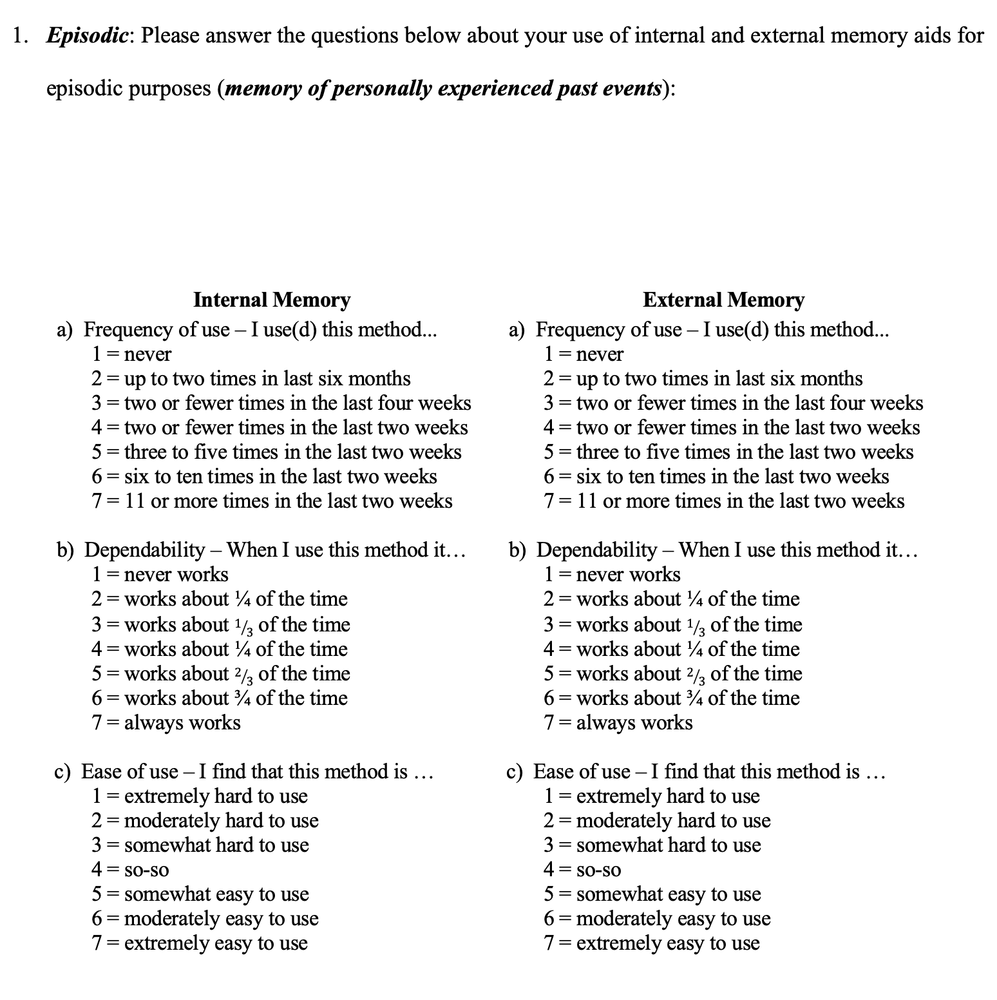 1. Episodic: Please answer the questions below about your use of internal and external memory aids for
episodic purposes (memory of personally experienced past events):
Internal Memory
a) Frequency of use – I use(d) this method...
1 = never
2 = up to two times in last six months
3 = two or fewer times in the last four weeks
4 = two or fewer times in the last two weeks
5 = three to five times in the last two weeks
6 = six to ten times in the last two weeks
7 = 11 or more times in the last two weeks
b) Dependability – When I use this method it…
1 = never works
2 = works about ¼ of the time
3 = works about 1/3 of the time
4 = works about ¼ of the time
5 = works about 2/3 of the time
6 = works about ¾ of the time
7 = always works
c) Ease of use – I find that this method is …
1 = extremely hard to use
2 = moderately hard to use
3 = somewhat hard to use
4 = so-so
5 = somewhat easy to use
6 = moderately easy to use
7 = extremely easy to use
External Memory
a) Frequency of use – I use(d) this method...
1 = never
2 = up to two times in last six months
3 = two or fewer times in the last four weeks
4 = two or fewer times in the last two weeks
5 = three to five times in the last two weeks
6 = six to ten times in the last two weeks
7 = 11 or more times in the last two weeks
b) Dependability – When I use this method it…
1 = never works
2 = works about ¼ of the time
3 = works about 1/3 of the time
4 = works about ¼ of the time
5 = works about 2/3 of the time
6 = works about ¾ of the time
7 = always works
c) Ease of use – I find that this method is …
1 = extremely hard to use
2 = moderately hard to use
3 = somewhat hard to use
4 = so-so
5 = somewhat easy to use
6 = moderately easy to use
7 = extremely easy to use